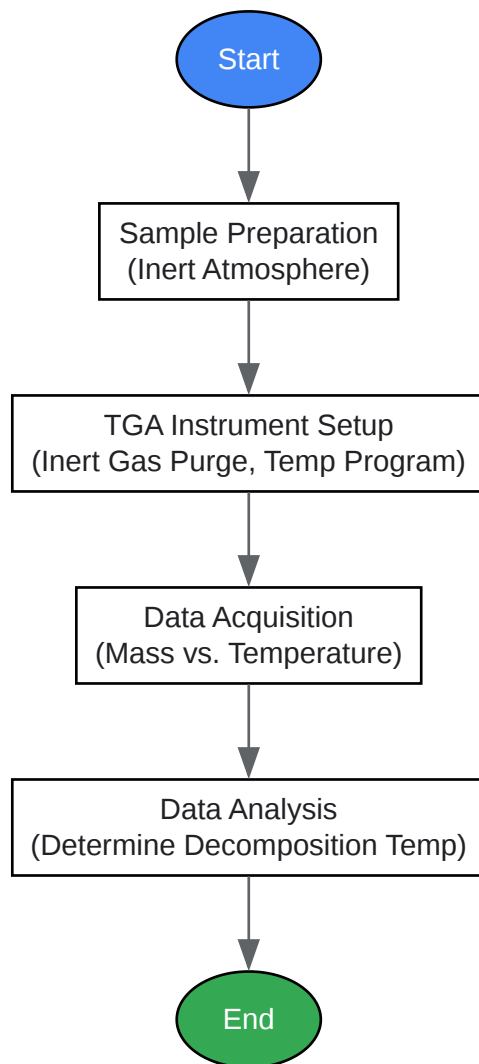 Start
Sample Preparation
(Inert Atmosphere)
TGA Instrument Setup
(Inert Gas Purge, Temp Program)
Data Acquisition
(Mass vs. Temperature)
Data Analysis
(Determine Decomposition Temp)
End